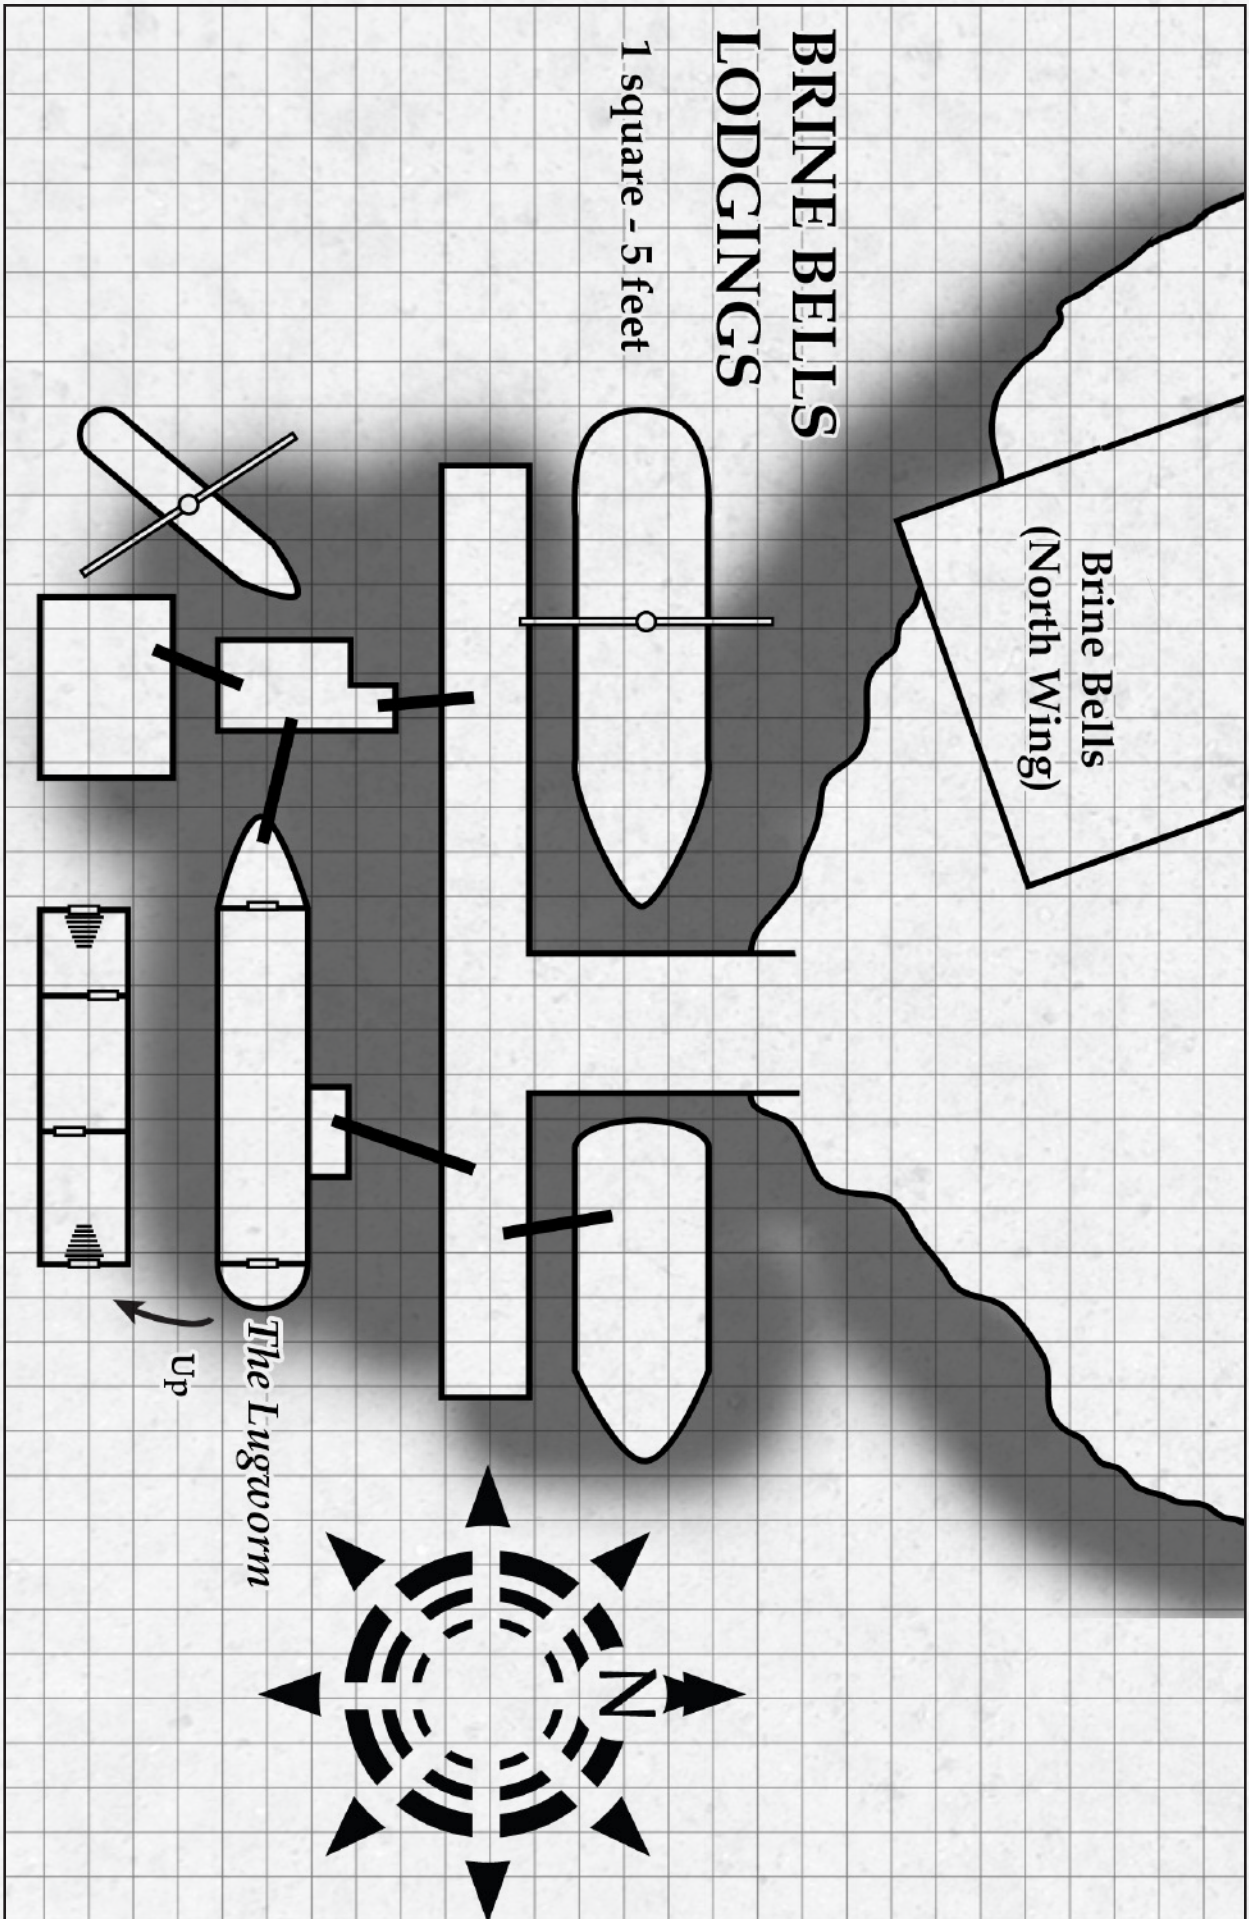 BRINE BELLS
LODGINGS
1 square - 5 feet
Brine Bells
(North Wing)
The Lugworm
Up
N